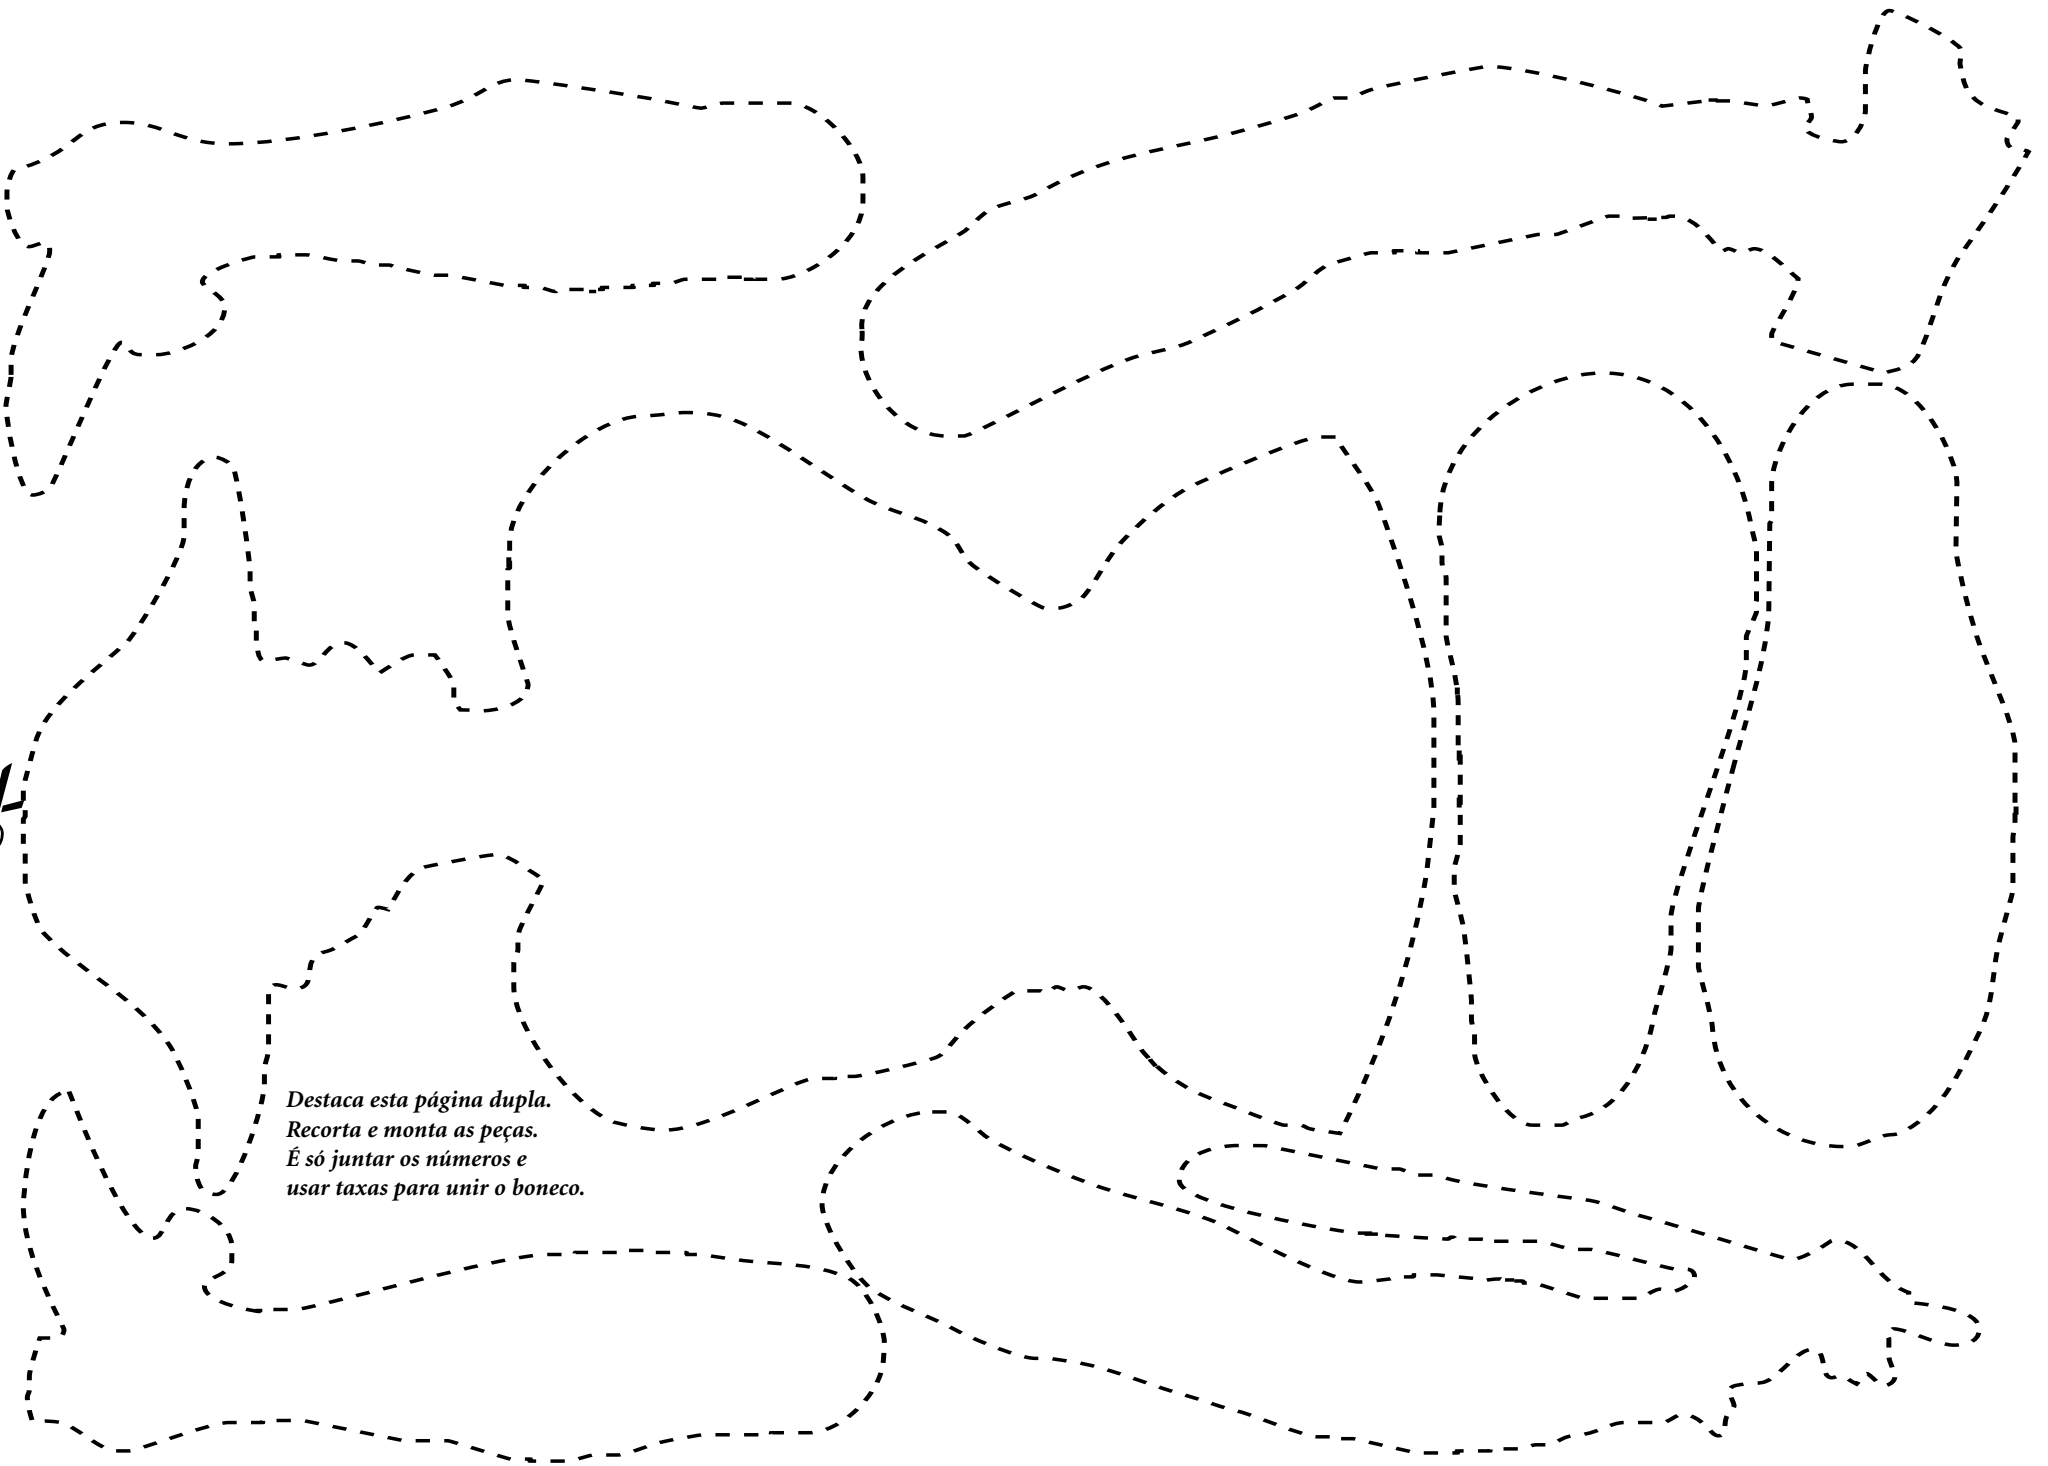 Destaca esta página dupla.
Recorta e monta as peças.
É só juntar os números e
usar taxas para unir o boneco.